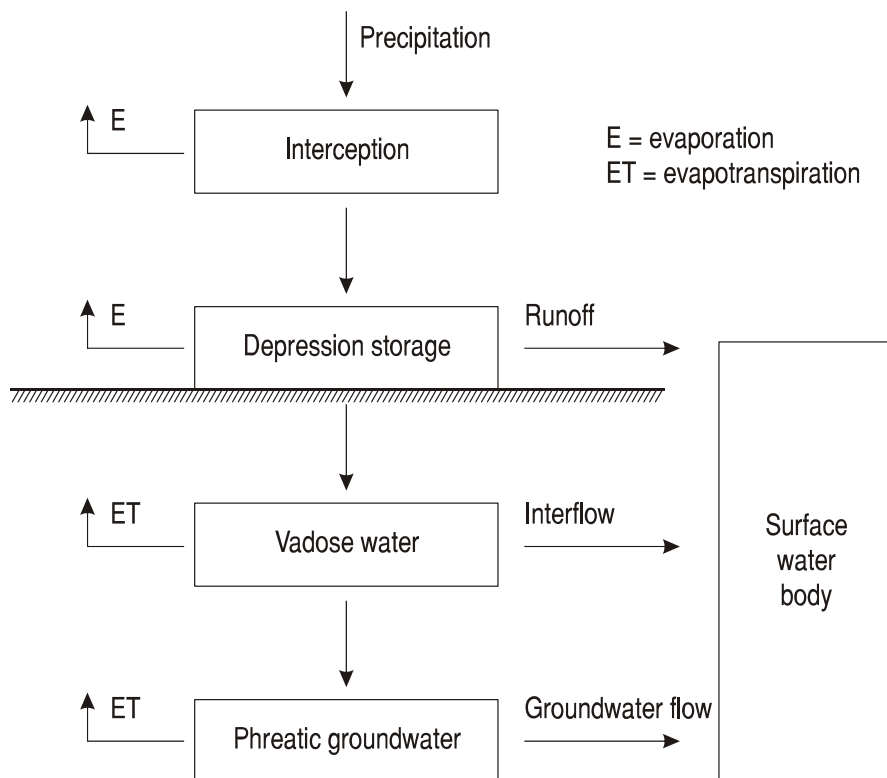 Precipitation
E
Interception
E = evaporation
ET = evapotranspiration
E
Depression storage
Runoff
ET
Vadose water
Interflow
Surface
water
body
ET
Phreatic groundwater
Groundwater flow